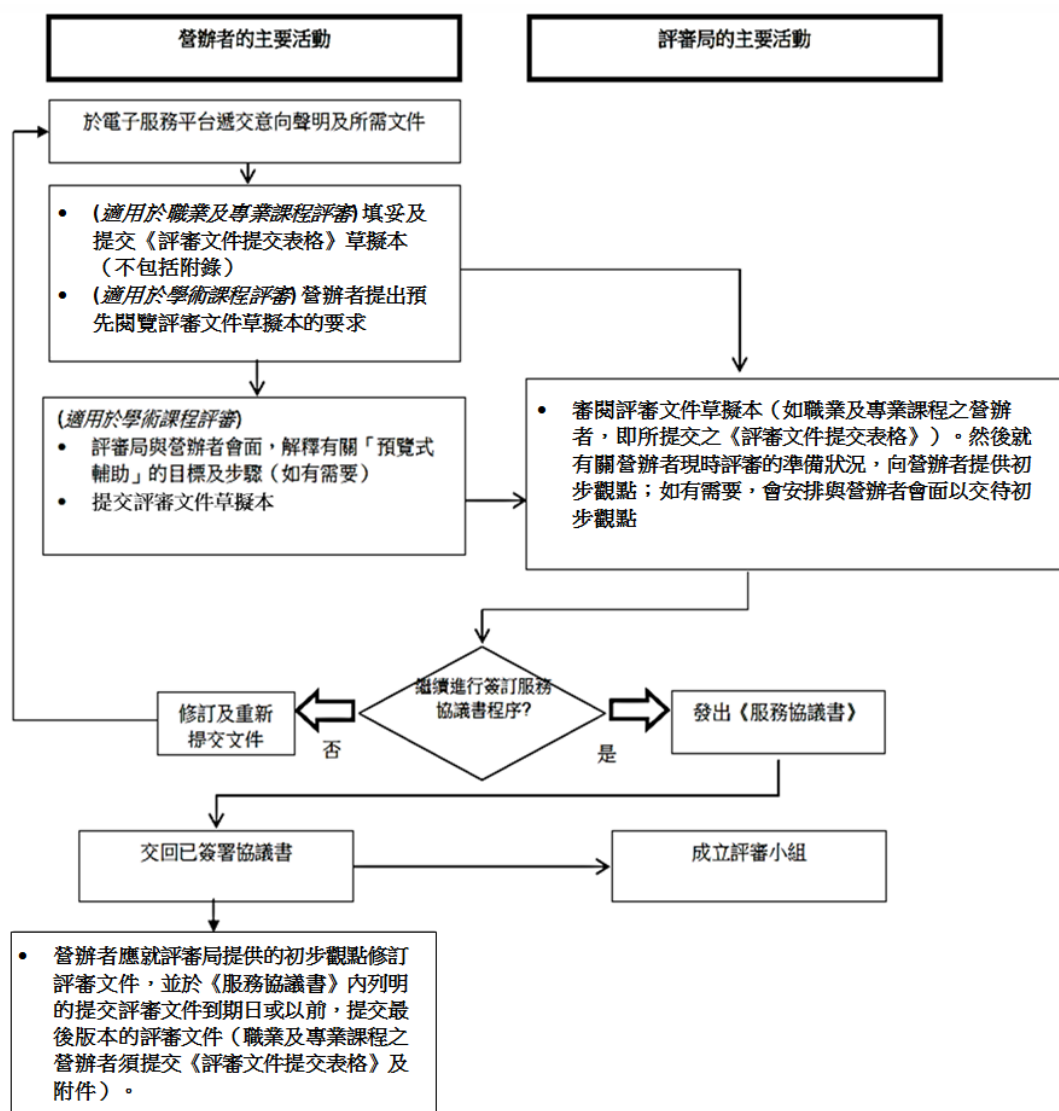 營辦者的主要活動
評審局的主要活動
於電子服務平台遞交意向聲明及所需文件
• (適用於職業及專業課程評審) 填妥及
提交《評審文件提交表格》草擬本
（不包括附錄）
• (適用於學術課程評審) 營辦者提出預
先閱覽評審文件草擬本的要求
(適用於學術課程評審)
• 評審局與營辦者會面，解釋有關「預覽式
輔助」的目標及步驟（如有需要）
• 提交評審文件草擬本
• 審閱評審文件草擬本（如職業及專業課程之營辦
者，即所提交之《評審文件提交表格》）。然後就
有關營辦者現時評審的準備狀況，向營辦者提供初
步觀點；如有需要，會安排與營辦者會面以交待初
步觀點
繼續進行簽訂服務
協議書程序?
修訂及重新
提交文件
否
是
發出《服務協議書》
交回已簽署協議書
成立評審小組
• 營辦者應就評審局提供的初步觀點修訂
評審文件，並於《服務協議書》內列明
的提交評審文件到期日或以前，提交最
後版本的評審文件（職業及專業課程之
營辦者須提交《評審文件提交表格》及
附件）。